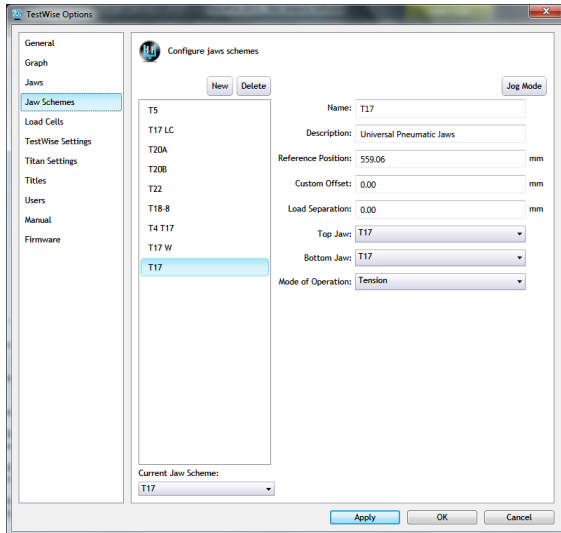 TestWise Options
General
Graph
Jaws
Jaw Schemes
Load Cells
TestWise Settings
Titan Settings
Titles
Users
Manual
Firmware
Configure jaws schemes
New Delete Jog Mode
T5
T17 LC
T20A
T20B
T22
T18-8
T4 T17
T17 W
T17
Name: T17
Description: Universal Pneumatic Jaws
Reference Position: 559.06 mm
Custom Offset: 0.00 mm
Load Separation: 0.00 mm
Top Jaw: T17
Bottom Jaw: T17
Mode of Operation: Tension
Current Jaw Scheme:
T17
Apply OK Cancel